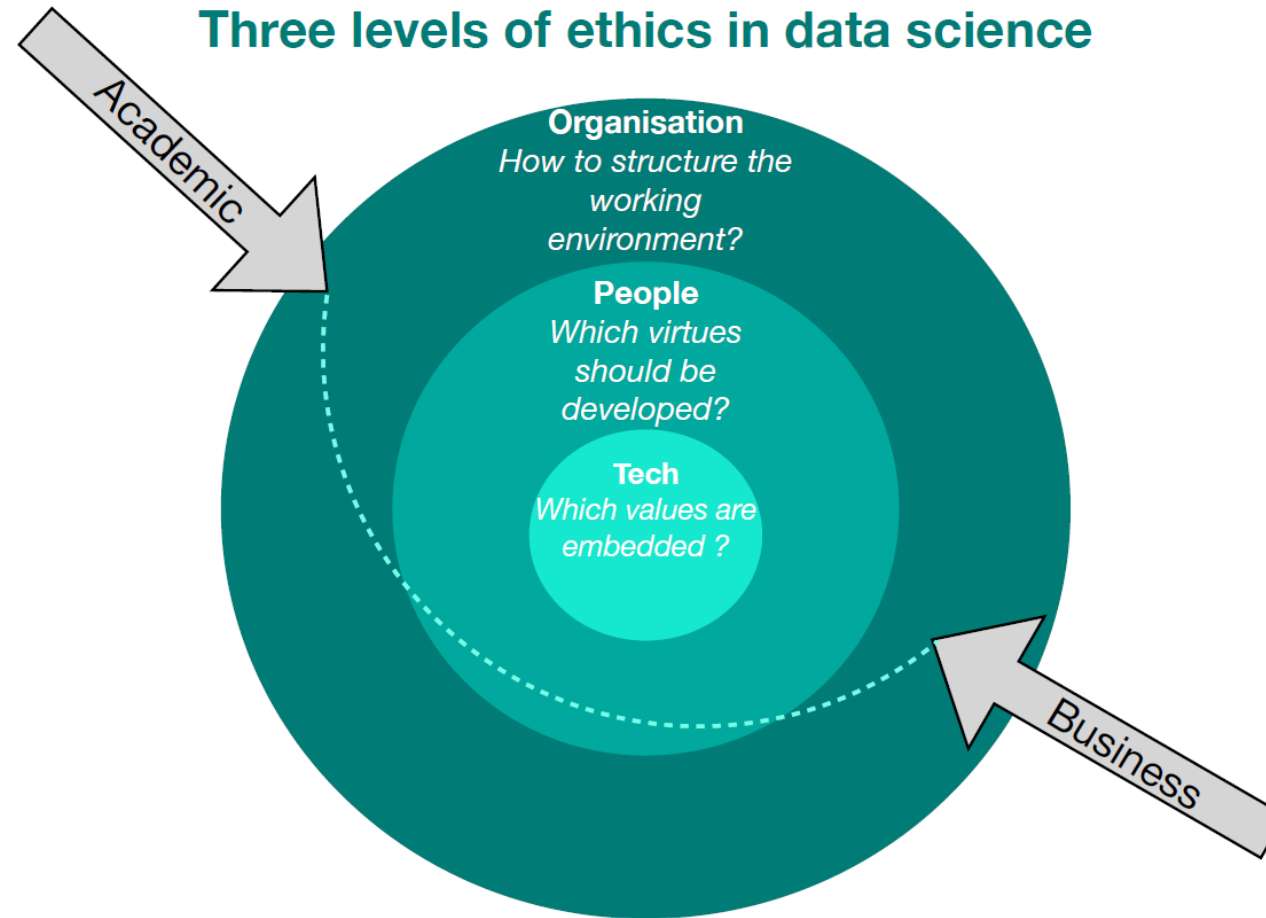 Three levels of ethics in data science
Academic
Organisation
How to structure the
working
environment?
People
Which virtues
should be
developed?
Tech
Which values are
embedded ?
Business